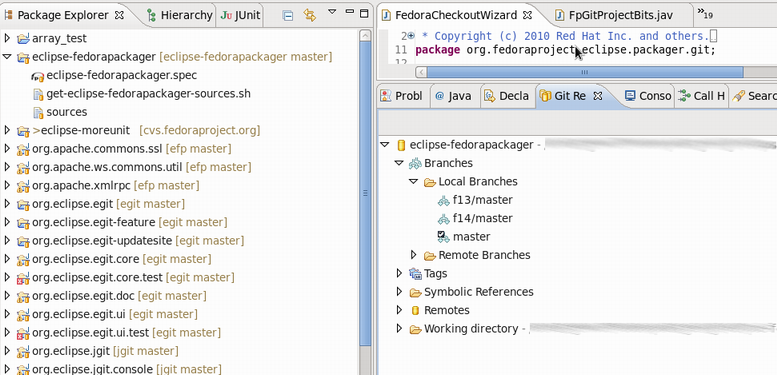 Package Explorer Hierarchy JUnit
array_test
eclipse-fedorapackager [eclipse-fedorapackager master]
eclipse-fedorapackager.spec
get-eclipse-fedorapackager-sources.sh
sources
>eclipse-moreunit [cvs.fedoraproject.org]
org.apache.commons.ssl [efp master]
org.apache.ws.commons.util [efp master]
org.apache.xmlrpc [efp master]
org.eclipse.egit [egit master]
org.eclipse.egit-feature [egit master]
org.eclipse.egit-updatesite [egit master]
org.eclipse.egit.core [egit master]
org.eclipse.egit.core.test [egit master]
org.eclipse.egit.doc [egit master]
org.eclipse.egit.ui [egit master]
org.eclipse.egit.ui.test [egit master]
org.eclipse.jgit [jgit master]
org.eclipse.jgit.console [jgit master]
FedoraCheckoutWizard FpGitProjectBits.jav »19
2 * Copyright (c) 2010 Red Hat Inc. and others.
11 package org.fedoraproject.eclipse.packager.git;
12
Probl Java Decla Git Re Conso Call H Searc
eclipse-fedorapackager -
Branches
Local Branches
f13/master
f14/master
master
Remote Branches
Tags
Symbolic References
Remotes
Working directory -